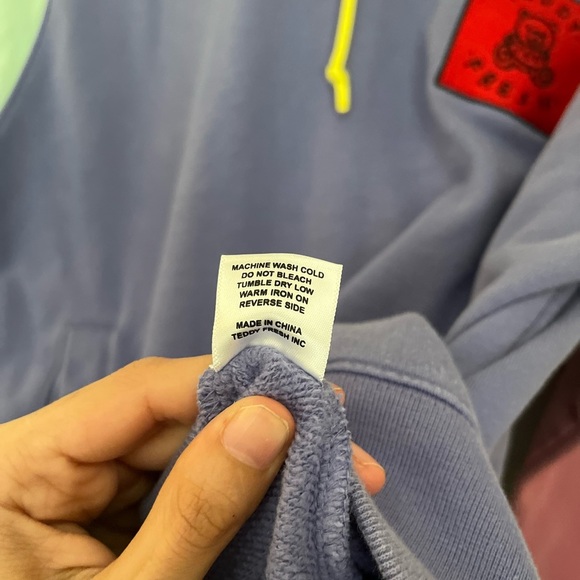 MACHINE WASH COLD
DO NOT BLEACH
TUMBLE DRY LOW
WARM IRON ON
REVERSE SIDE
MADE IN CHINA
TEDDY FRESH INC